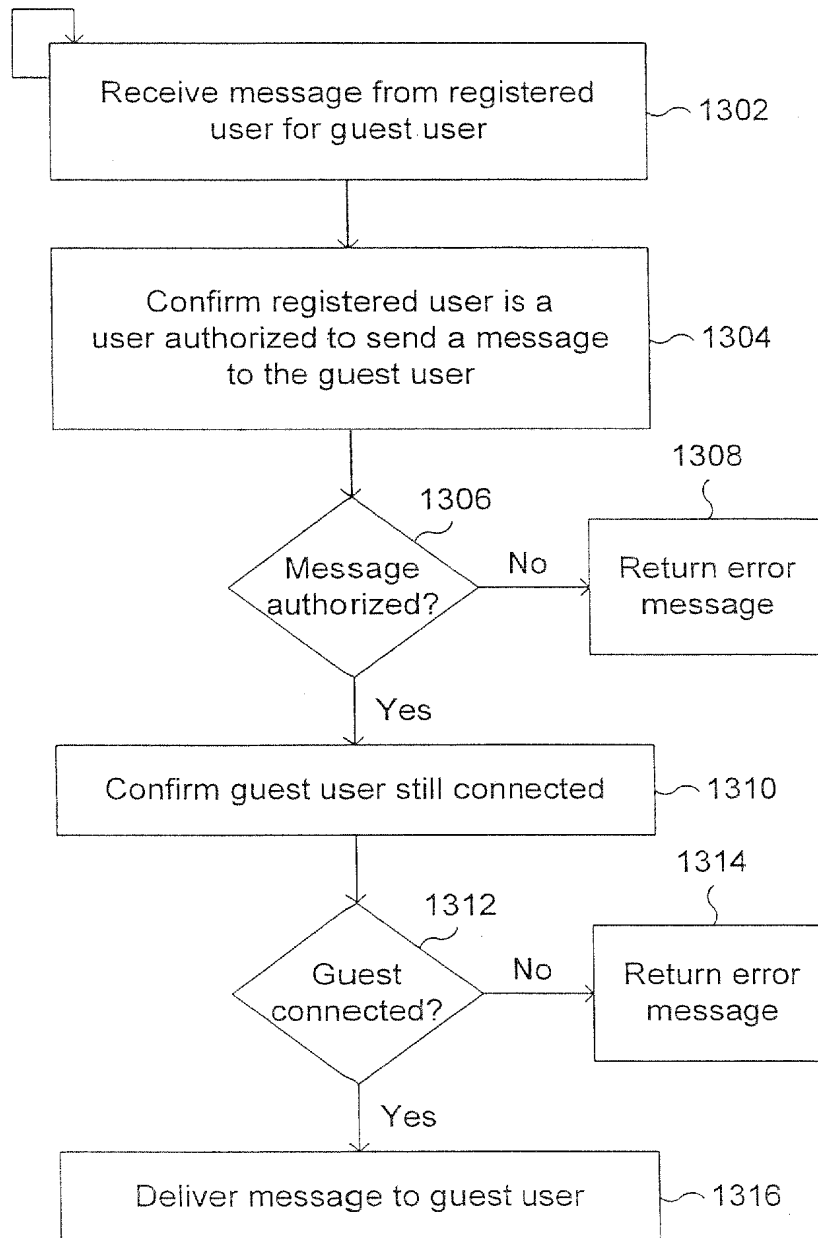 Receive message from registered
user for guest user
1302
Confirm registered user is a
user authorized to send a message
to the guest user
1304
1306
Message
authorized?
No
1308
Return error
message
Yes
Confirm guest user still connected
1310
1312
Guest
connected?
No
1314
Return error
message
Yes
Deliver message to guest user
1316